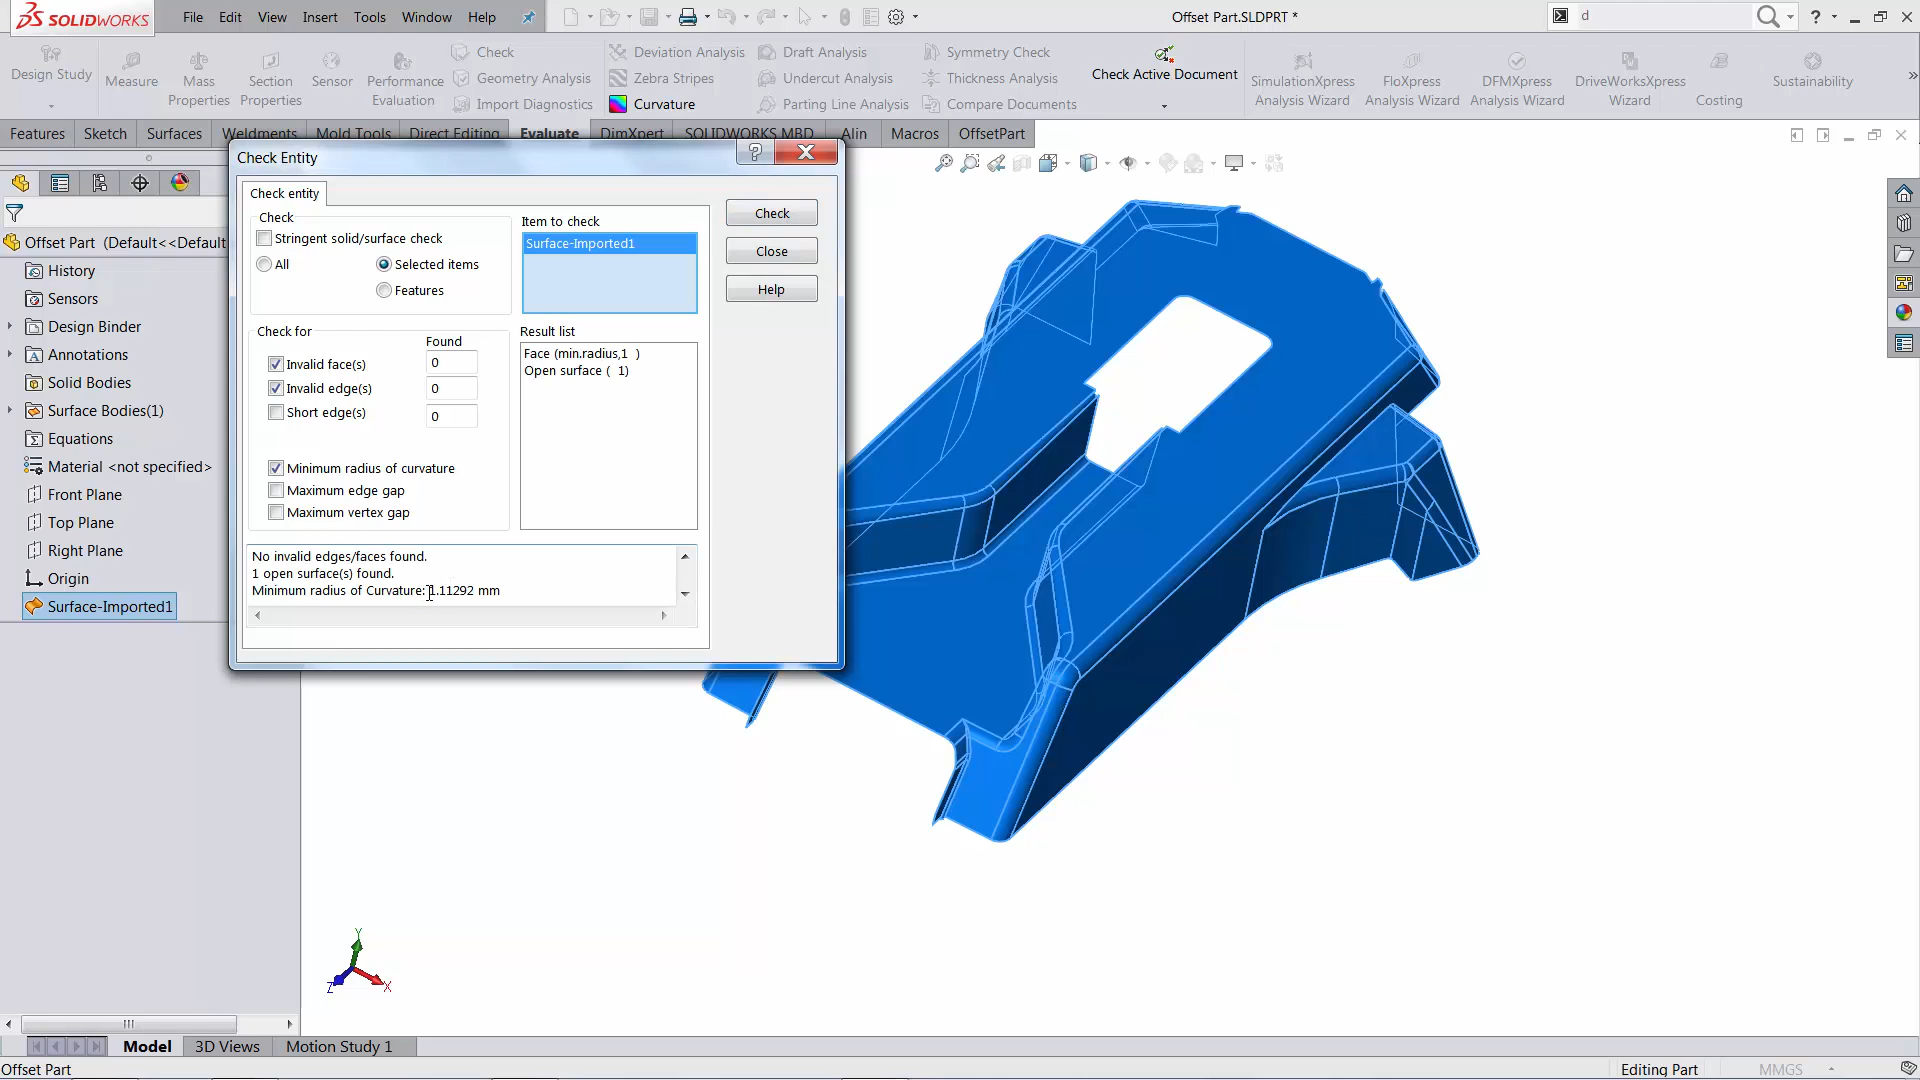 SOLIDWORKS
File Edit View Insert Tools Window Help
Offset Part.SLDPRT *
d
?
Design Study
Measure
Mass Properties
Section Properties
Sensor
Performance Evaluation
Check
Geometry Analysis
Import Diagnostics
Deviation Analysis
Zebra Stripes
Curvature
Draft Analysis
Undercut Analysis
Parting Line Analysis
Symmetry Check
Thickness Analysis
Compare Documents
Check Active Document
SimulationXpress Analysis Wizard
FloXpress Analysis Wizard
DFMXpress Analysis Wizard
DriveWorksXpress Wizard
Costing
Sustainability
Features Sketch Surfaces Weldments Mold Tools Direct Editing Evaluate DimXpert SOLIDWORKS MBD Alin Macros OffsetPart
Offset Part (Default<<Default
History
Sensors
Design Binder
Annotations
Solid Bodies
Surface Bodies(1)
Equations
Material <not specified>
Front Plane
Top Plane
Right Plane
Origin
Surface-Imported1
Check Entity
?
Check entity
Check
Stringent solid/surface check
All
Selected items
Features
Item to check
Surface-Imported1
Check
Close
Help
Check for
Found
Invalid face(s) 0
Invalid edge(s) 0
Short edge(s) 0
Minimum radius of curvature
Maximum edge gap
Maximum vertex gap
Result list
Face (min.radius,1 )
Open surface ( 1)
No invalid edges/faces found.
1 open surface(s) found.
Minimum radius of Curvature: 1.11292 mm
Y
Z
X
Model 3D Views Motion Study 1
Offset Part
Editing Part
MMGS